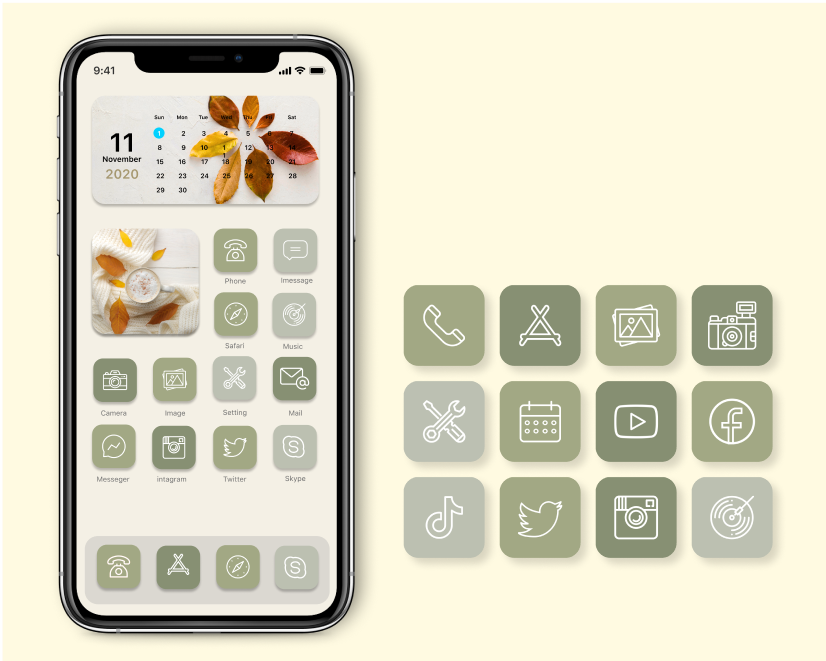 9:41
Sun Mon Tue Wed Thu Fri Sat
1 2 3 4 5 6 7
11
8 9 10 11 12 13 14
November
15 16 17 18 19 20 21
2020
22 23 24 25 26 27 28
29 30
Phone Imessage
Safari Music
Camera Image Setting Mail
Messeger intagram Twitter Skype